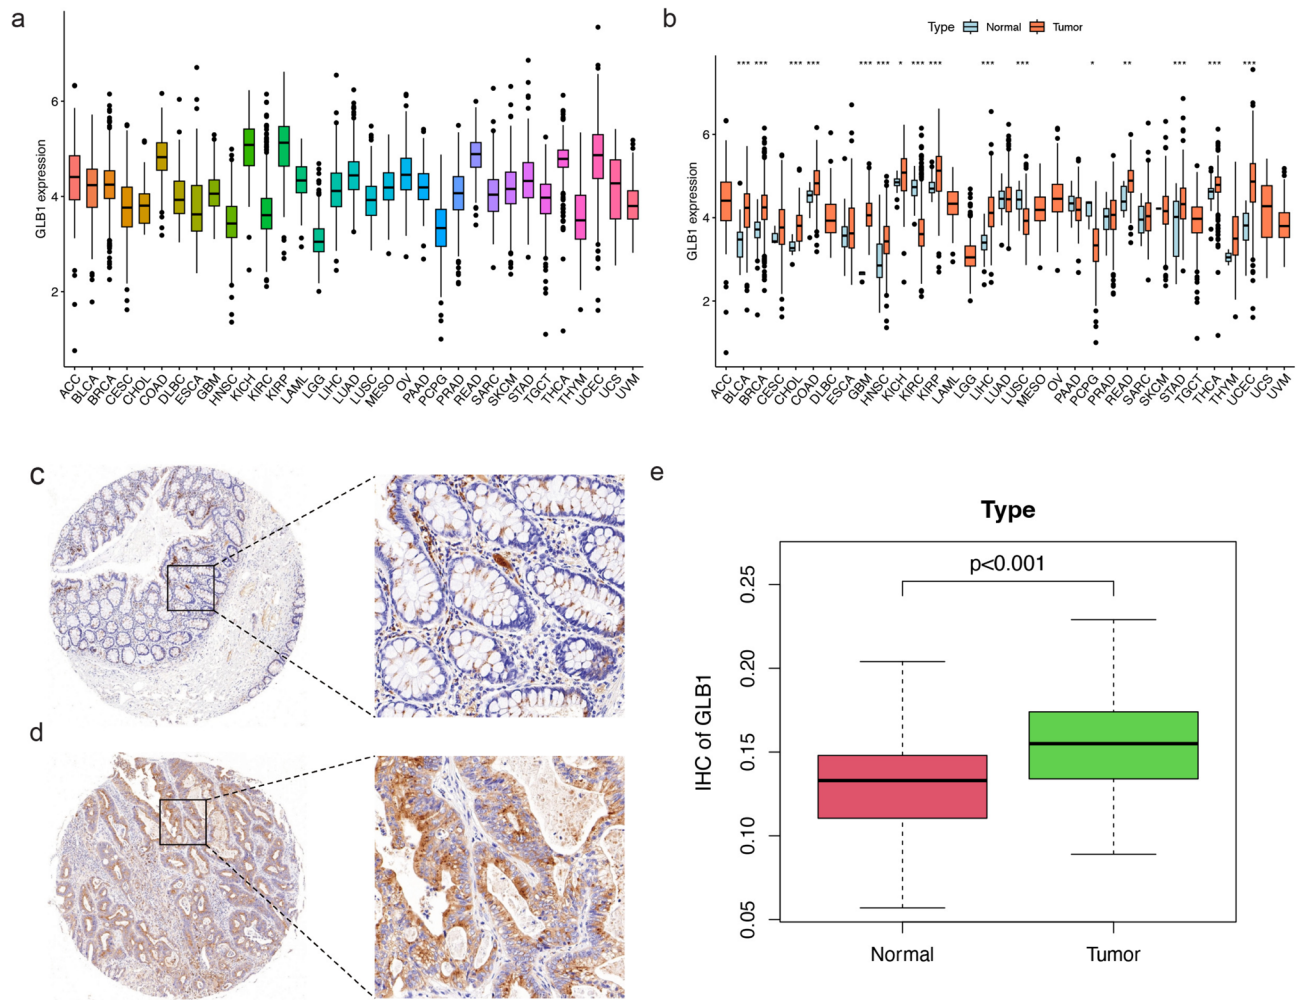 a
GLB1 expression
6
4
2
ACC BLCA BRCA CESC CHOL COAD DLBC ESCA GBM HNSC KICH KIRC KIRP LAML LGG LIHC LUAD LUSC MESO OV PAAD PCPG PRAD READ SARC SKCM STAD TGCT THCA THYM UCEC UCS UVM
b
Type Normal Tumor
*** *** *** *** *** *** * *** *** *** *** * ** *** *** ***
GLB1 expression
6
4
2
ACC BLCA BRCA CESC CHOL COAD DLBC ESCA GBM HNSC KICH KIRC KIRP LAML LGG LIHC LUAD LUSC MESO OV PAAD PCPG PRAD READ SARC SKCM STAD TGCT THCA THYM UCEC UCS UVM
c
d
e
Type
p<0.001
IHC of GLB1
0.25
0.20
0.15
0.10
0.05
Normal Tumor